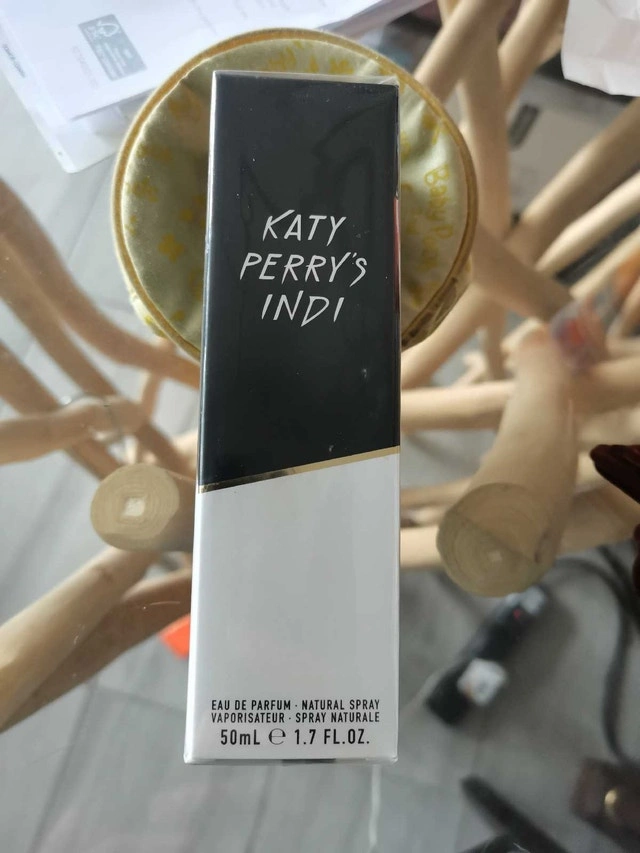 KATY
PERRY'S
INDI
EAU DE PARFUM · NATURAL SPRAY
VAPORISATEUR · SPRAY NATURALE
50mL ℮ 1.7 FL.OZ.